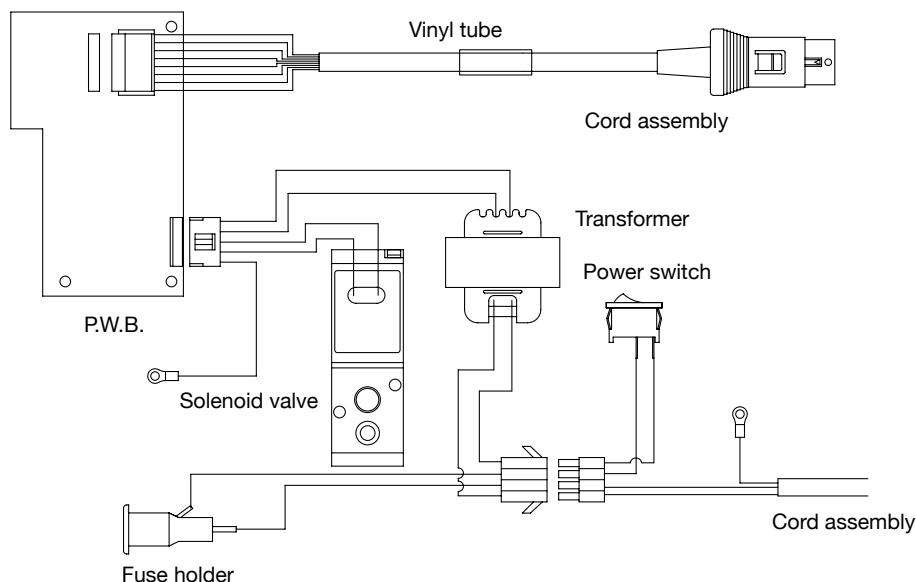 Vinyl tube
Cord assembly
Transformer
Power switch
P.W.B.
Solenoid valve
Cord assembly
Fuse holder